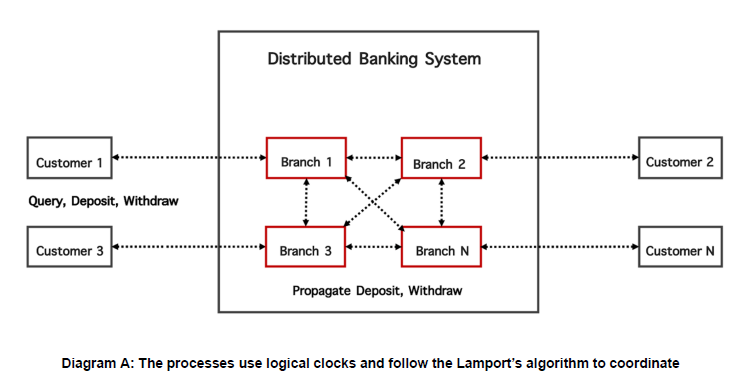 Distributed Banking System
Customer 1
Branch 1
Branch 2
Customer 2
Query, Deposit, Withdraw
Customer 3
Branch 3
Branch N
Customer N
Propagate Deposit, Withdraw
Diagram A: The processes use logical clocks and follow the Lamport's algorithm to coordinate